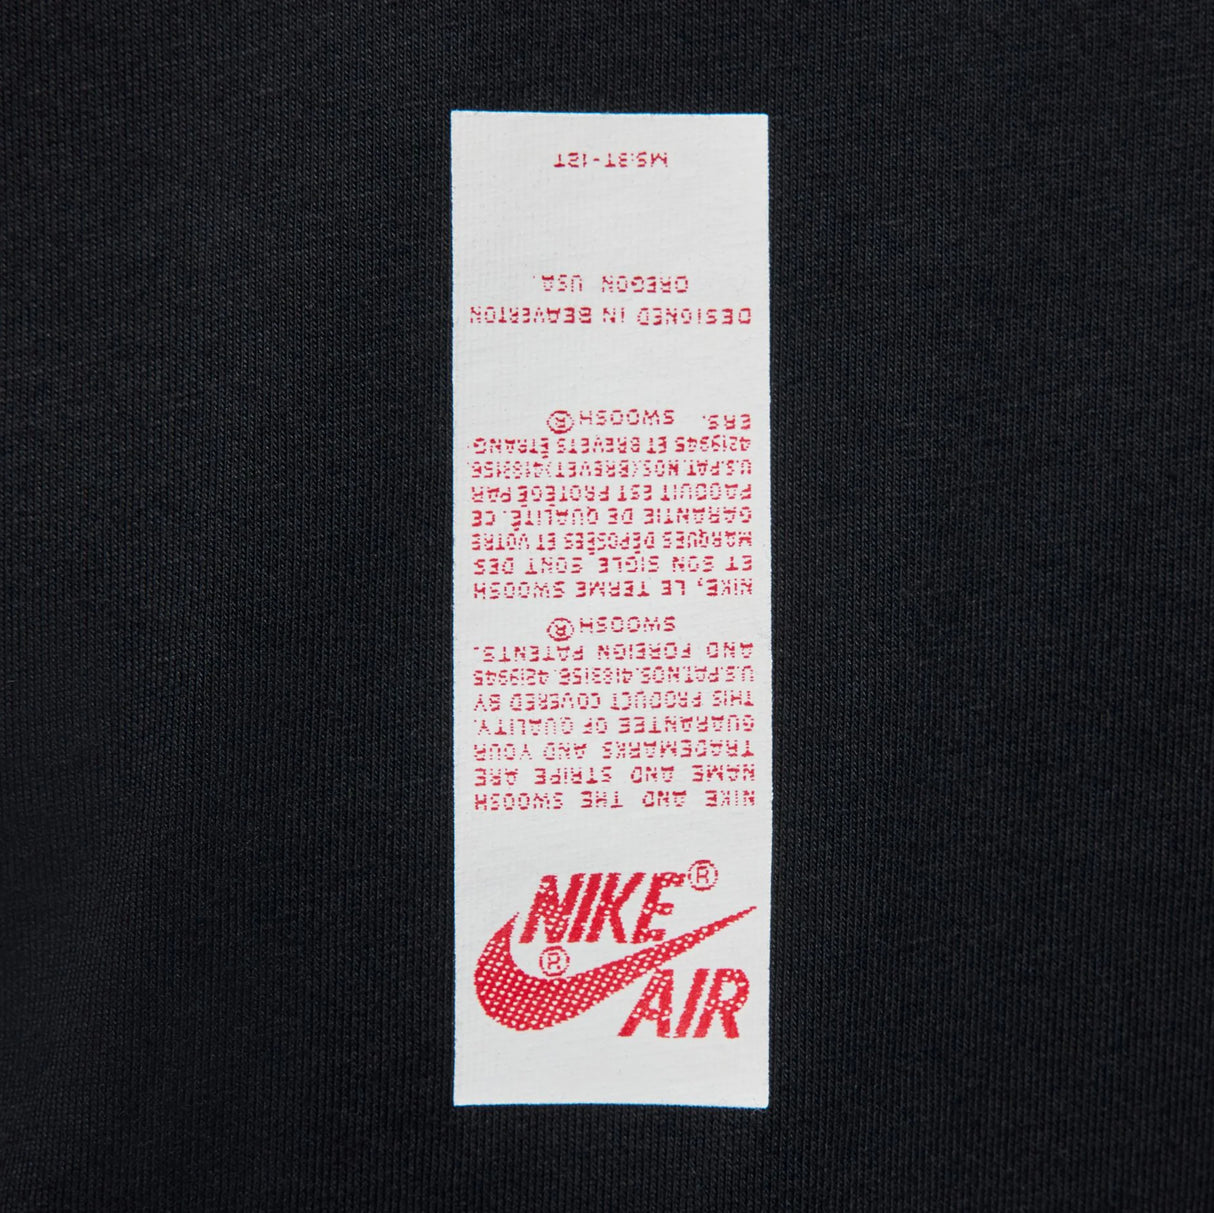 NIKE®
®
AIR
NIKE AND THE SWOOSH
NAME AND STRIPE ARE
TRADEMARKS AND YOUR
GUARANTEE OF QUALITY.
THIS PRODUCT COVERED BY
U.S.PAT.NOS.4183156. 4219945
AND FOREIGN PATENTS.
SWOOSH®
NIKE, LE TERME SWOOSH
ET SON SIGLE SONT DES
MARQUES DÉPOSÉES ET VOTRE
GARANTIE DE QUALITÉ. CE
PRODUIT EST PROTÉGÉ PAR
U.S.PAT.NOS.(BREVET)4183156.
4219945 ET BREVETS ÉTRANG-
ERS. SWOOSH®
DESIGNED IN BEAVERTON
OREGON USA.